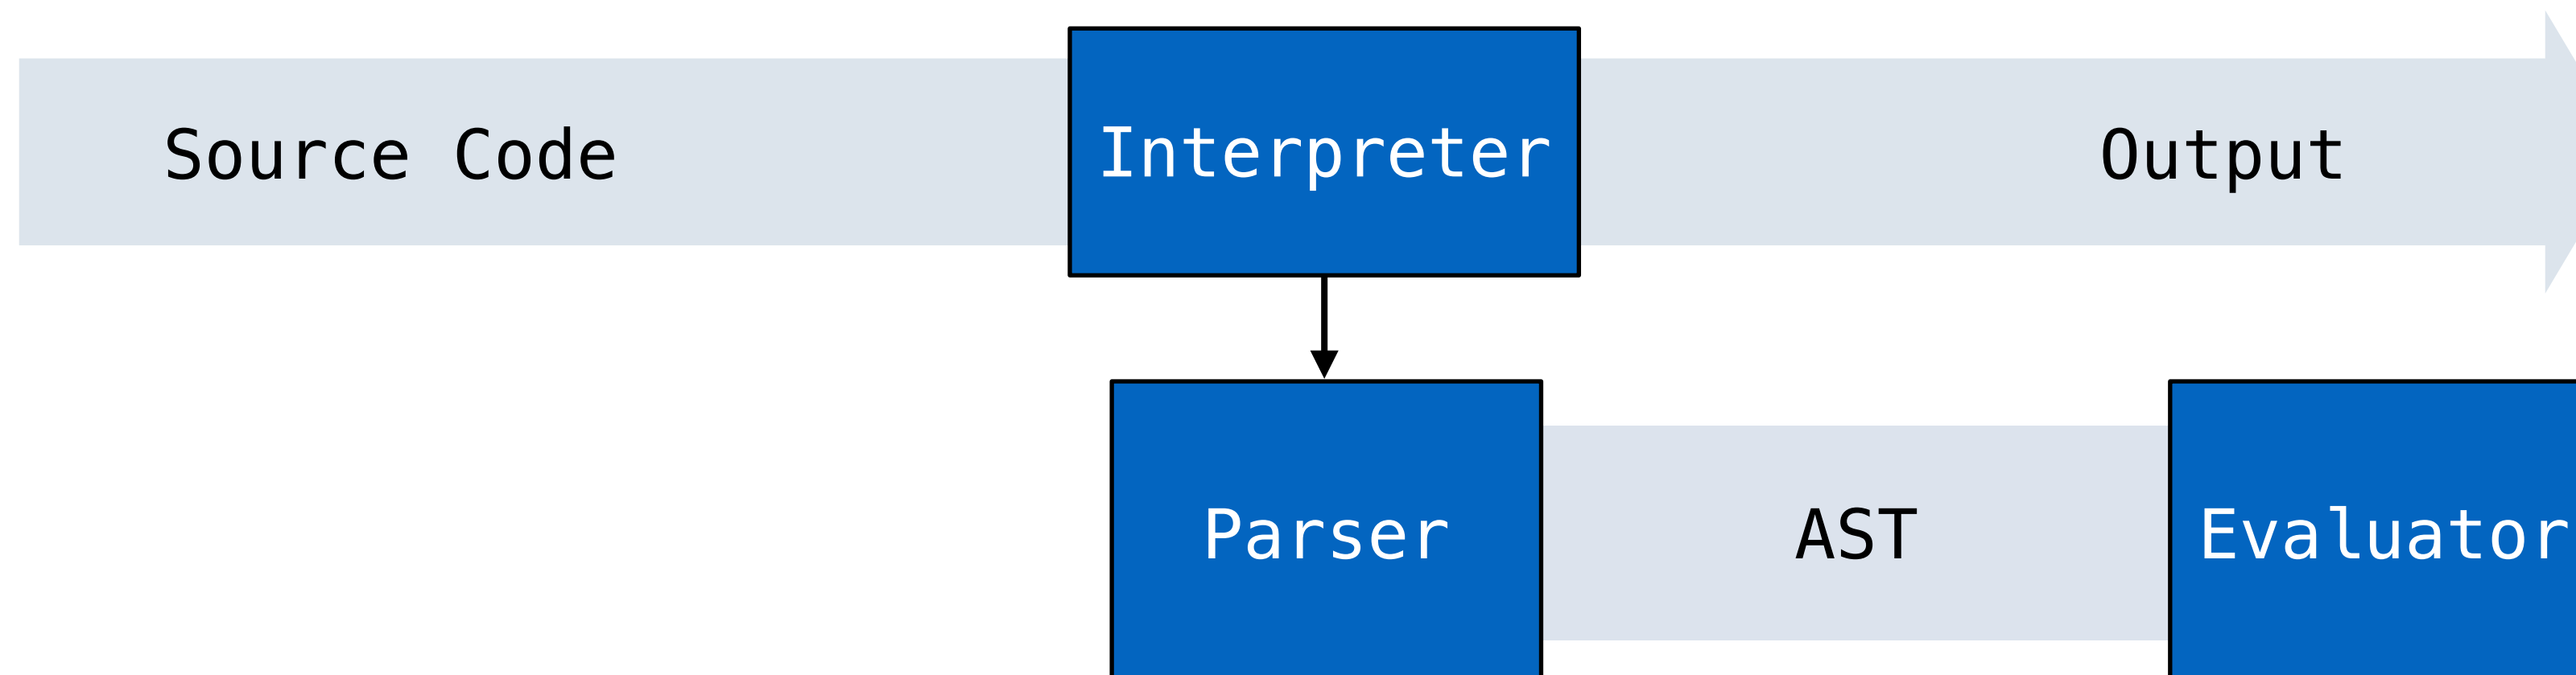 Source Code
Interpreter
Output
Parser
AST
Evaluator